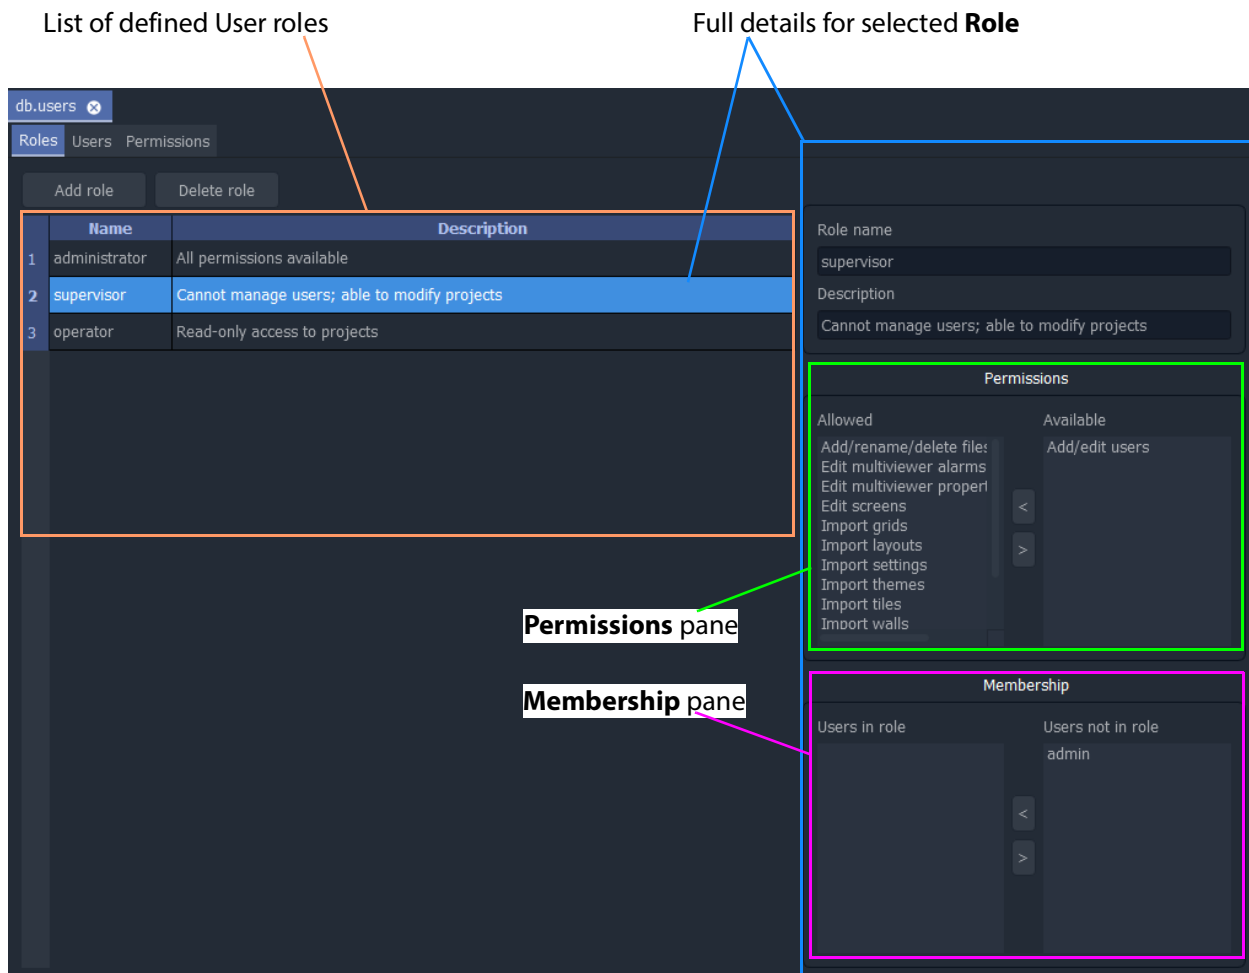 List of defined User roles
Full details for selected Role
db.users
Roles Users Permissions
Add role Delete role
Name Description
1 administrator All permissions available
2 supervisor Cannot manage users; able to modify projects
3 operator Read-only access to projects
Role name
supervisor
Description
Cannot manage users; able to modify projects
Permissions
Allowed
Add/rename/delete files
Edit multiviewer alarms
Edit multiviewer propert
Edit screens
Import grids
Import layouts
Import settings
Import themes
Import tiles
Import walls
Available
Add/edit users
<
>
Permissions pane
Membership pane
Membership
Users in role
Users not in role
admin
<
>